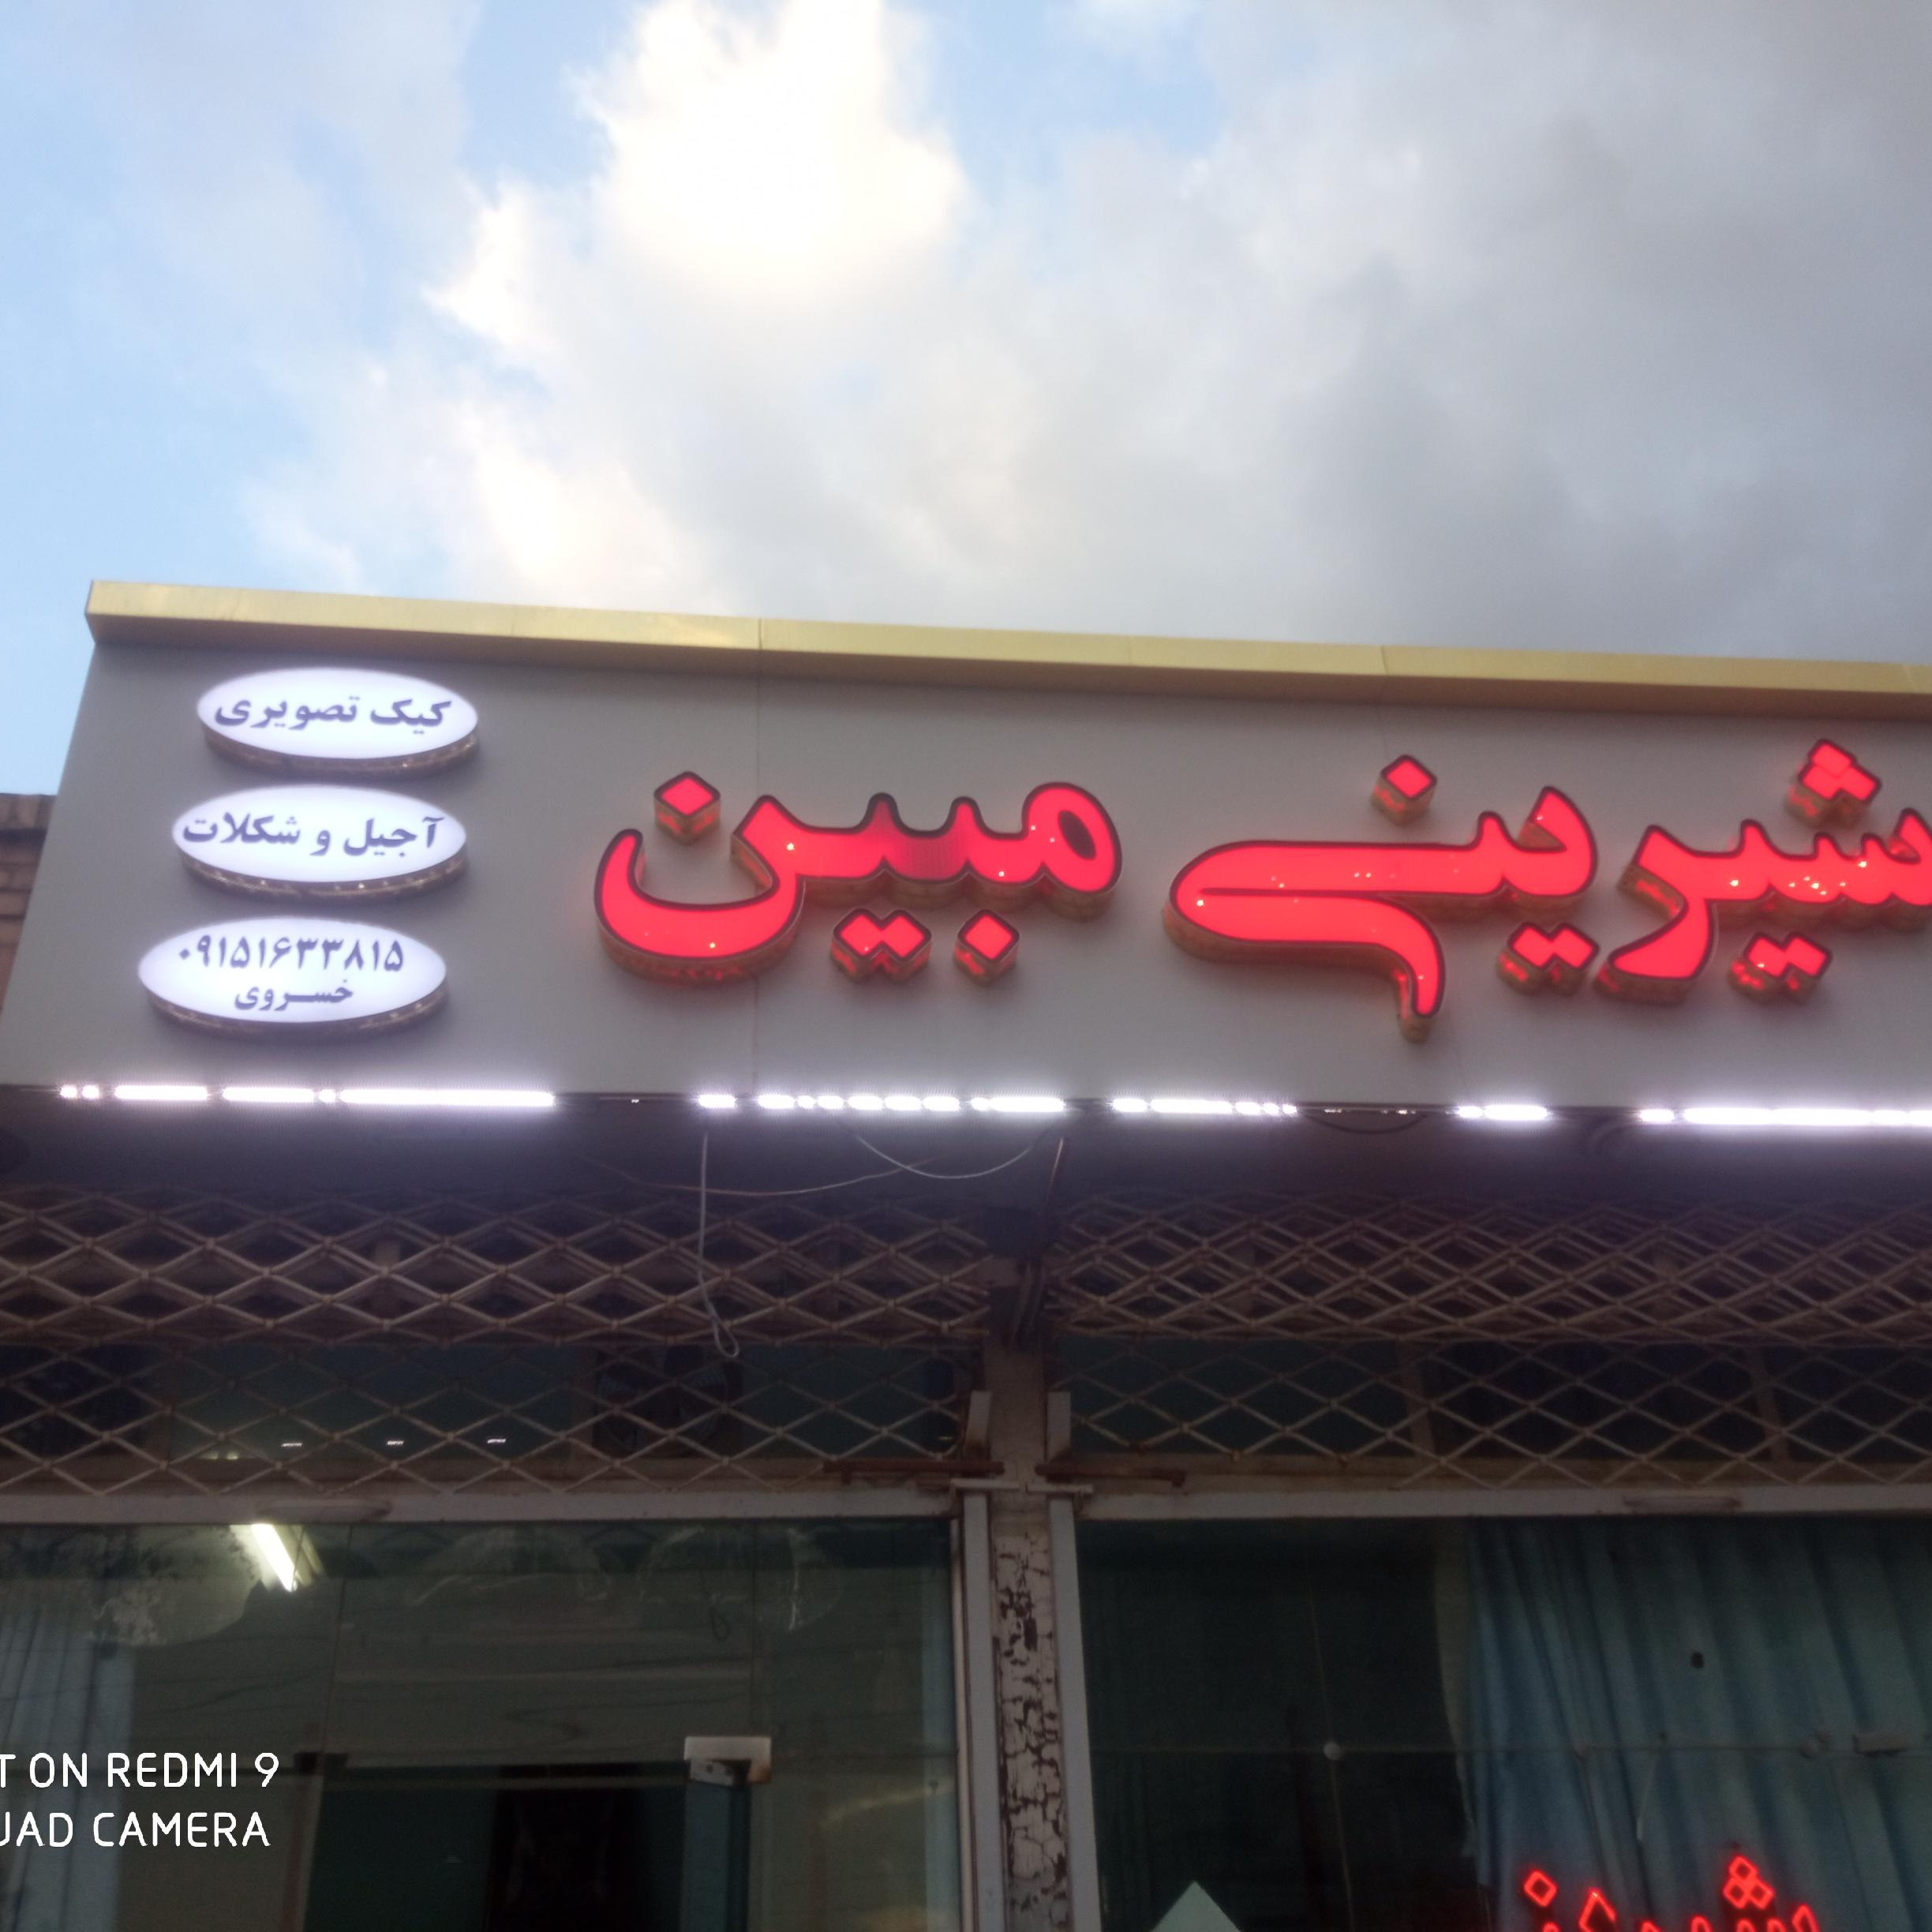 شیرینی مبین
کیک تصویری
آجیل و شکلات
۰۹۱۵۱۶۳۳۸۱۵
خسروی
T ON REDMI 9
UAD CAMERA